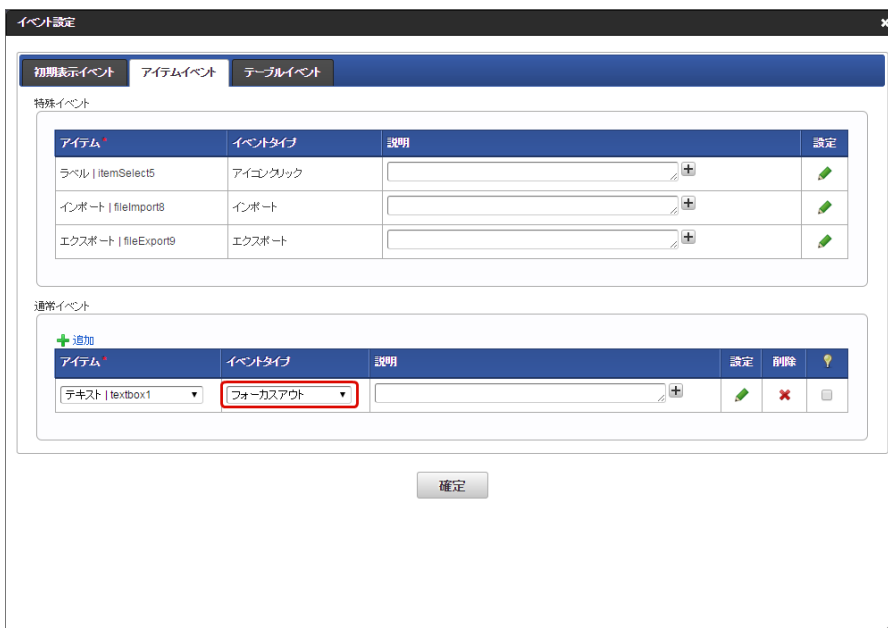 イベント設定
初期表示イベント アイテムイベント テーブルイベント
特殊イベント
アイテム* イベントタイプ 説明 設定
ラベル | itemSelect5 アイコンクリック
インポート | fileImport8 インポート
エクスポート | fileExport9 エクスポート
通常イベント
追加
アイテム* イベントタイプ 説明 設定 削除
テキスト | textbox1 フォーカスアウト
確定